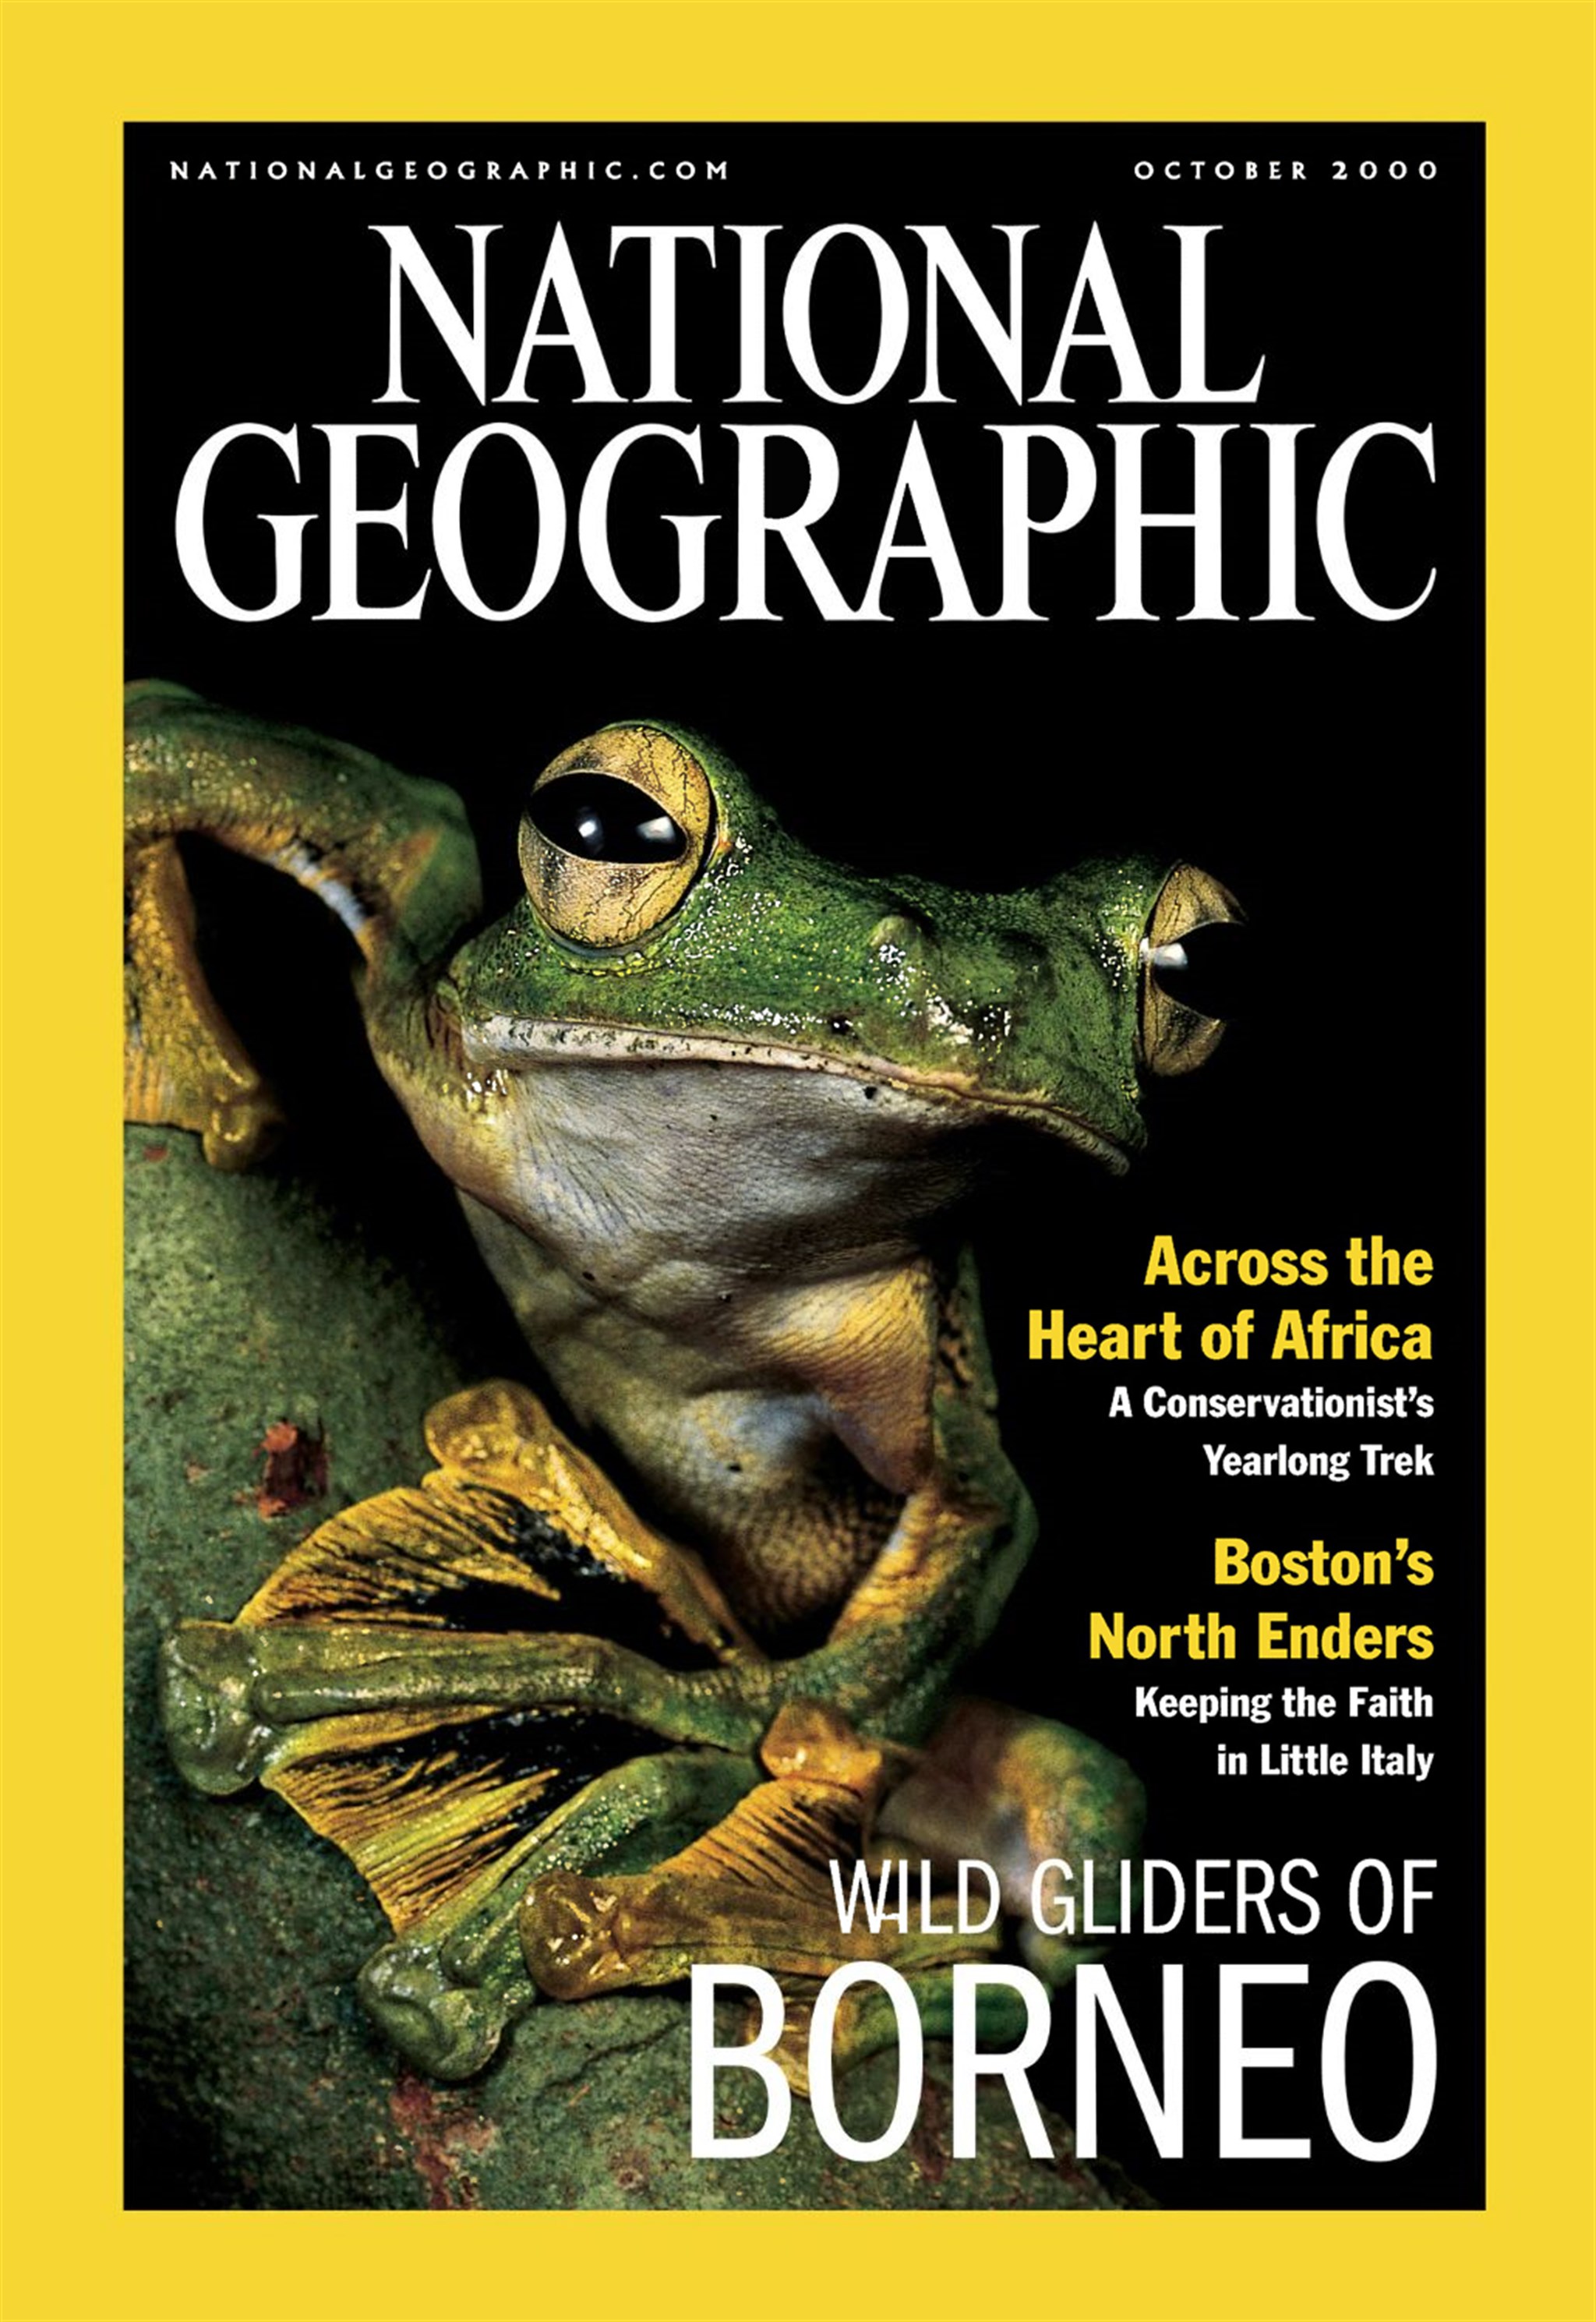 NATIONALGEOGRAPHIC.COM
OCTOBER 2000
NATIONAL
GEOGRAPHIC
Across the
Heart of Africa
A Conservationist's
Yearlong Trek
Boston's
North Enders
Keeping the Faith
in Little Italy
WILD GLIDERS OF
BORNEO